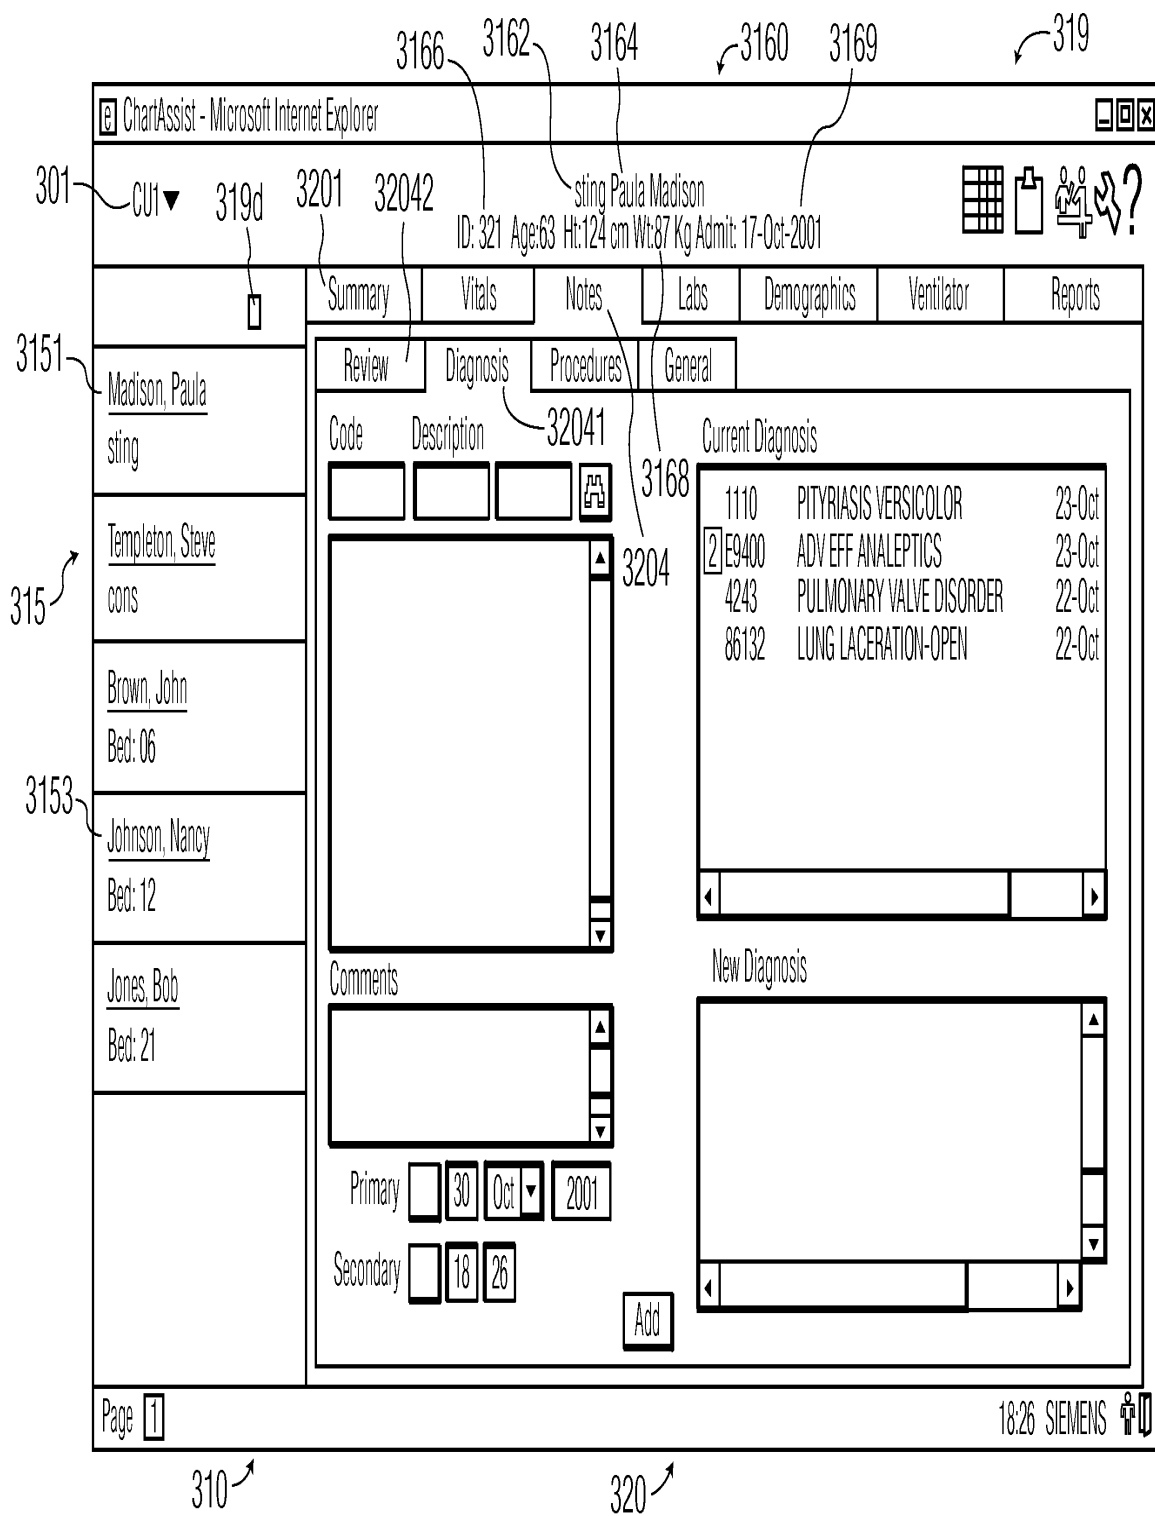 3166 3162 3164 3160 3169 319
e ChartAssist - Microsoft Internet Explorer
301 CU1 319d 3201 32042 sting Paula Madison ?
ID: 321 Age:63 Ht:124 cm Wt:87 Kg Admit: 17-Oct-2001
Summary Vitals Notes Labs Demographics Ventilator Reports
3151
Review Diagnosis Procedures General
Madison, Paula
sting
Code Description 32041 Current Diagnosis
3168
1110 PITYRIASIS VERSICOLOR 23-Oct
2 E9400 ADV EFF ANALEPTICS 23-Oct
3204
4243 PULMONARY VALVE DISORDER 22-Oct
86132 LUNG LACERATION-OPEN 22-Oct
Templeton, Steve
cons
315
Brown, John
Bed: 06
3153
Johnson, Nancy
Bed: 12
Jones, Bob
Bed: 21
Comments New Diagnosis
Primary 30 Oct 2001
Secondary 18 26
Add
Page 1 18:26 SIEMENS
310 320